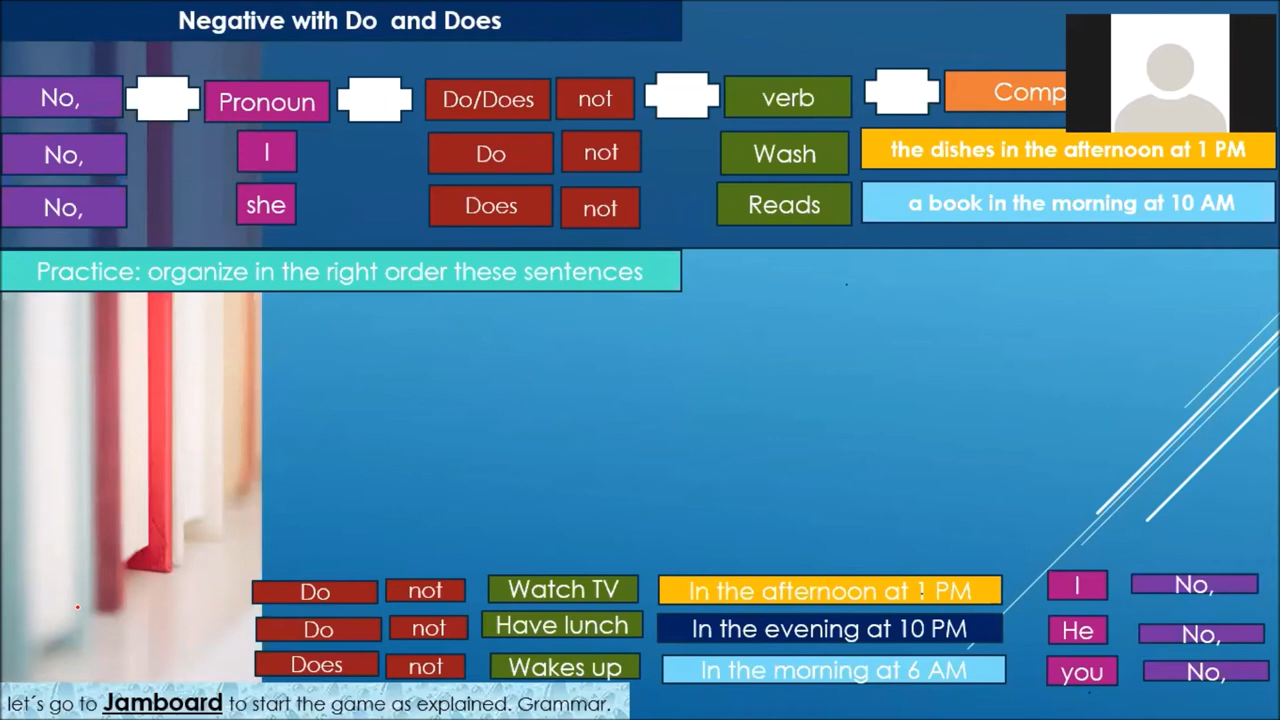 Negative with Do and Does
No, Pronoun Do/Does not verb Comp
No, I Do not Wash the dishes in the afternoon at 1 PM
No, she Does not Reads a book in the morning at 10 AM
Practice: organize in the right order these sentences
Do not Watch TV In the afternoon at 1 PM I No,
Do not Have lunch In the evening at 10 PM He No,
Does not Wakes up In the morning at 6 AM you No,
let´s go to Jamboard to start the game as explained. Grammar.